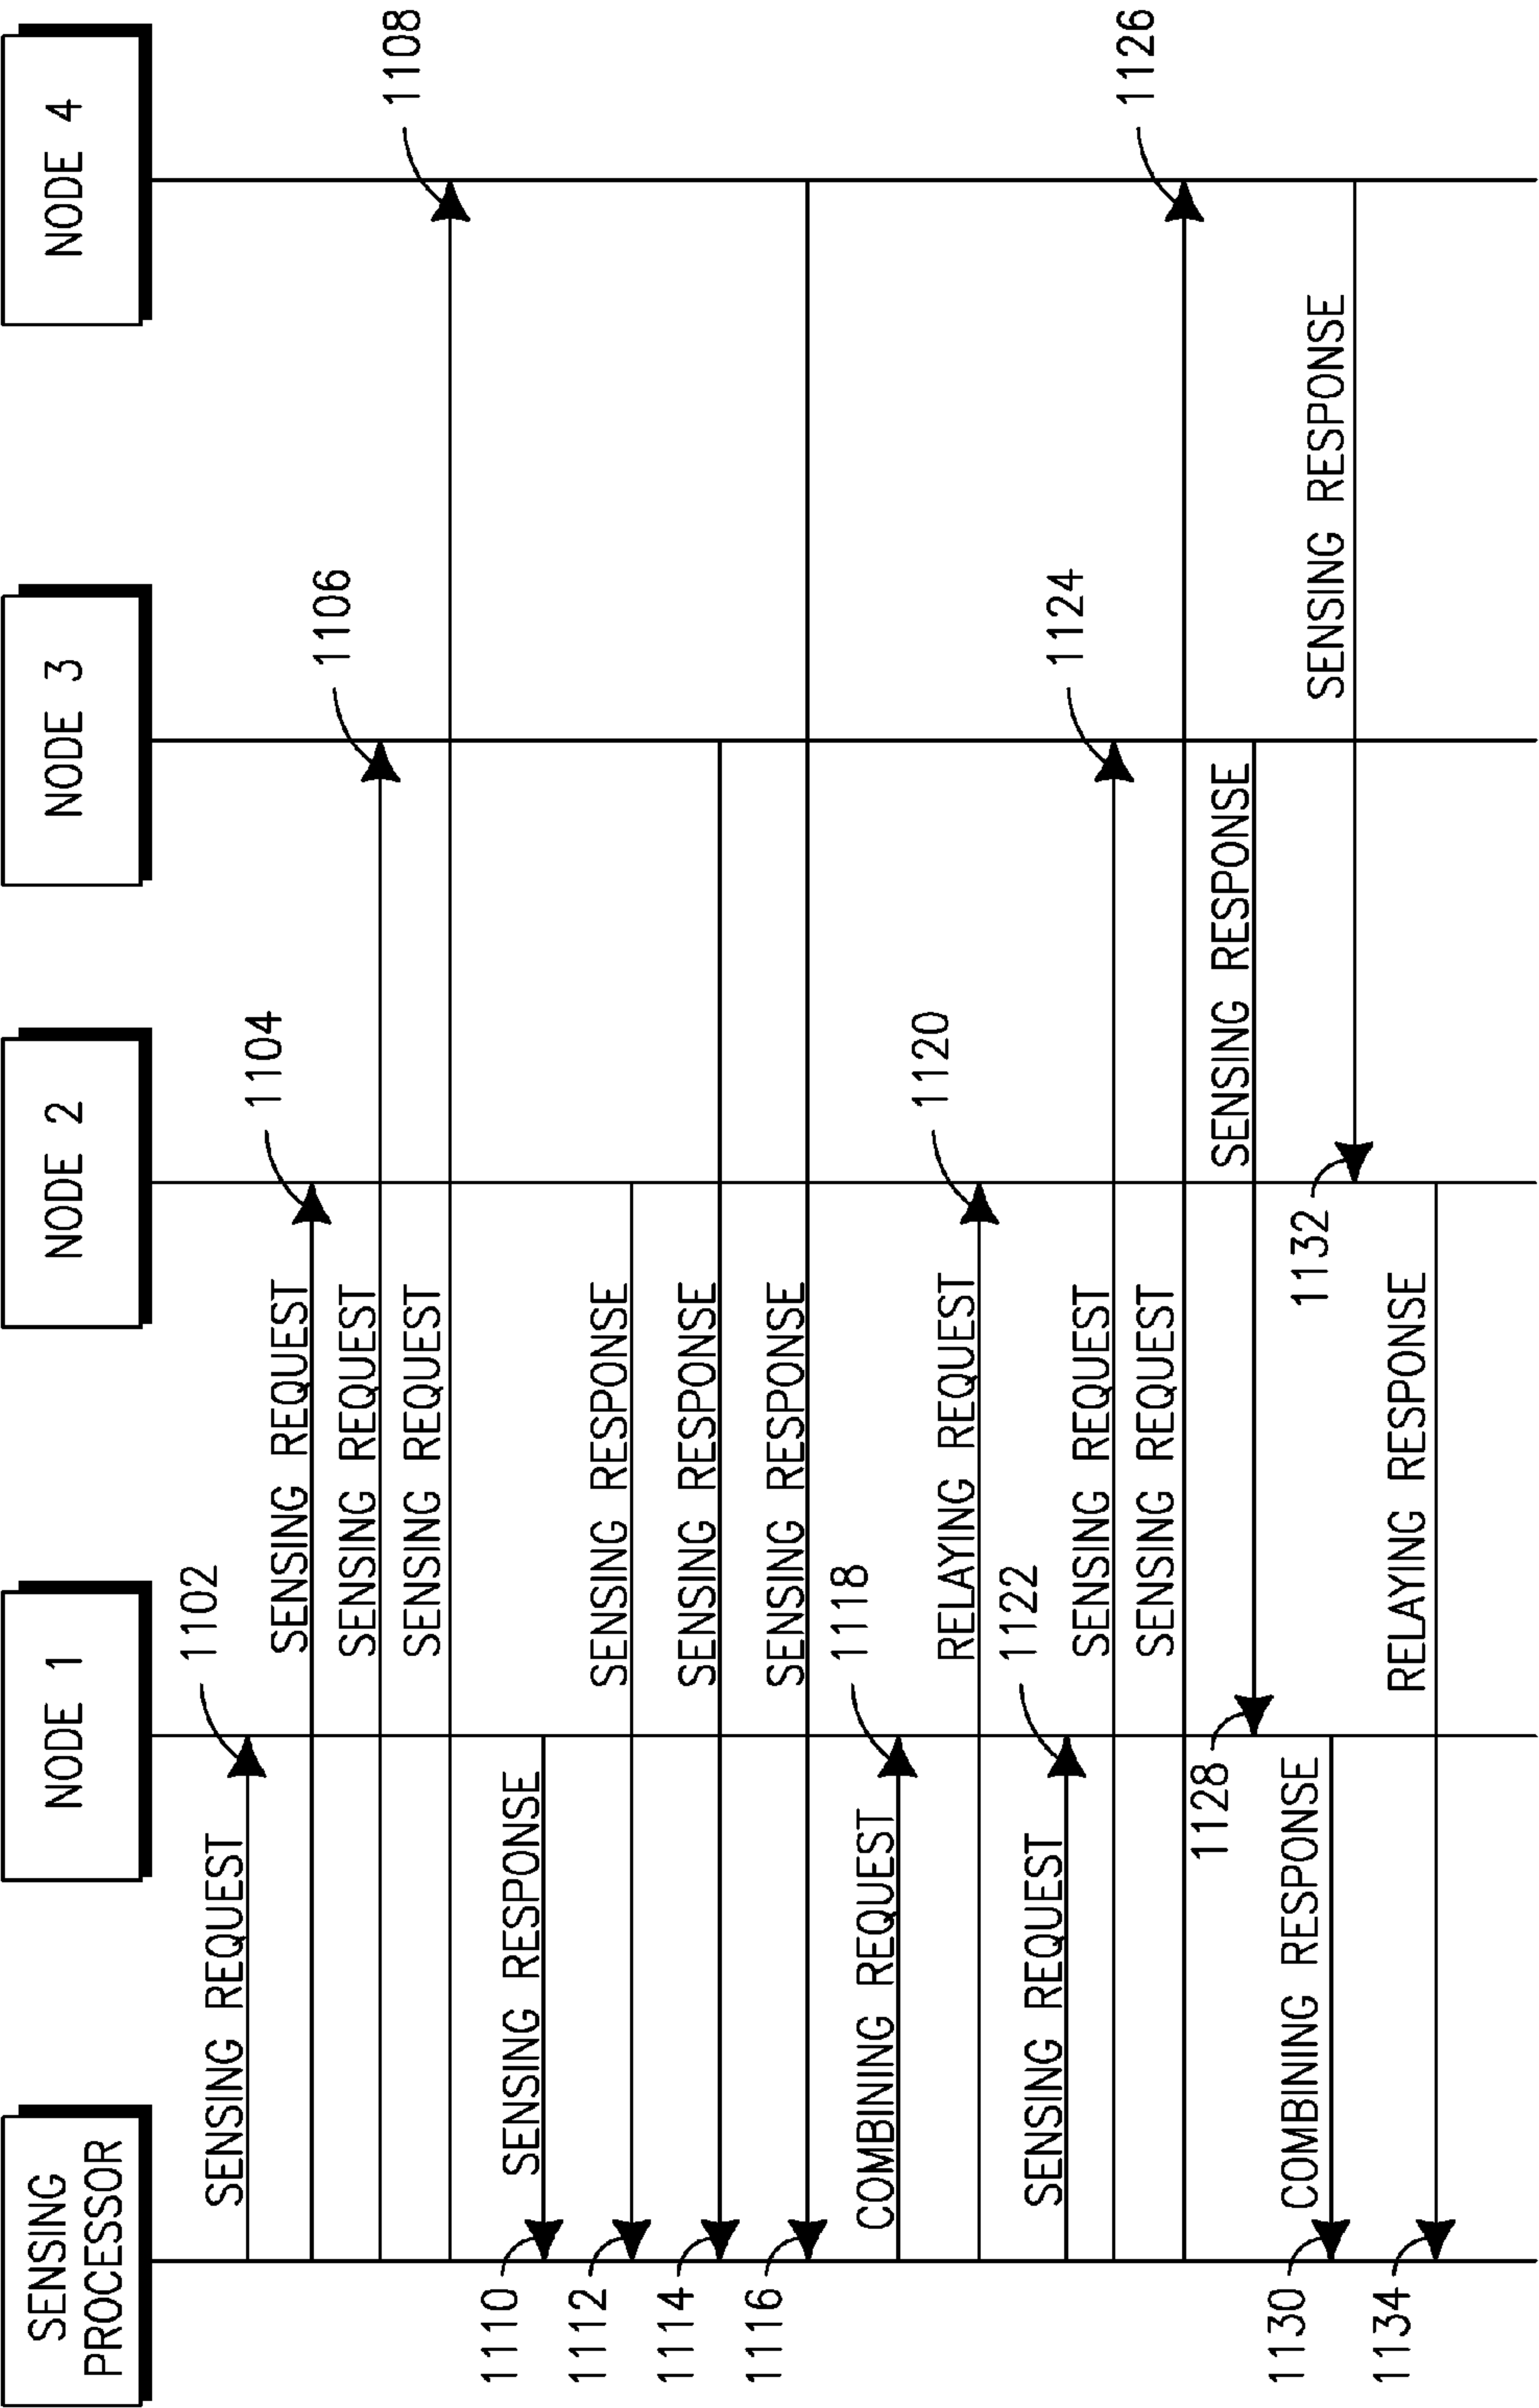 SENSING
PROCESSOR
NODE 1
NODE 2
NODE 3
NODE 4
SENSING REQUEST
1102
SENSING REQUEST
1104
SENSING REQUEST
1106
SENSING REQUEST
1108
1110
SENSING RESPONSE
1112
SENSING RESPONSE
1114
SENSING RESPONSE
1116
SENSING RESPONSE
COMBINING REQUEST
1118
RELAYING REQUEST
1120
SENSING REQUEST
1122
SENSING REQUEST
1124
SENSING REQUEST
1126
1128
SENSING RESPONSE
1130
COMBINING RESPONSE
1132
SENSING RESPONSE
1134
RELAYING RESPONSE